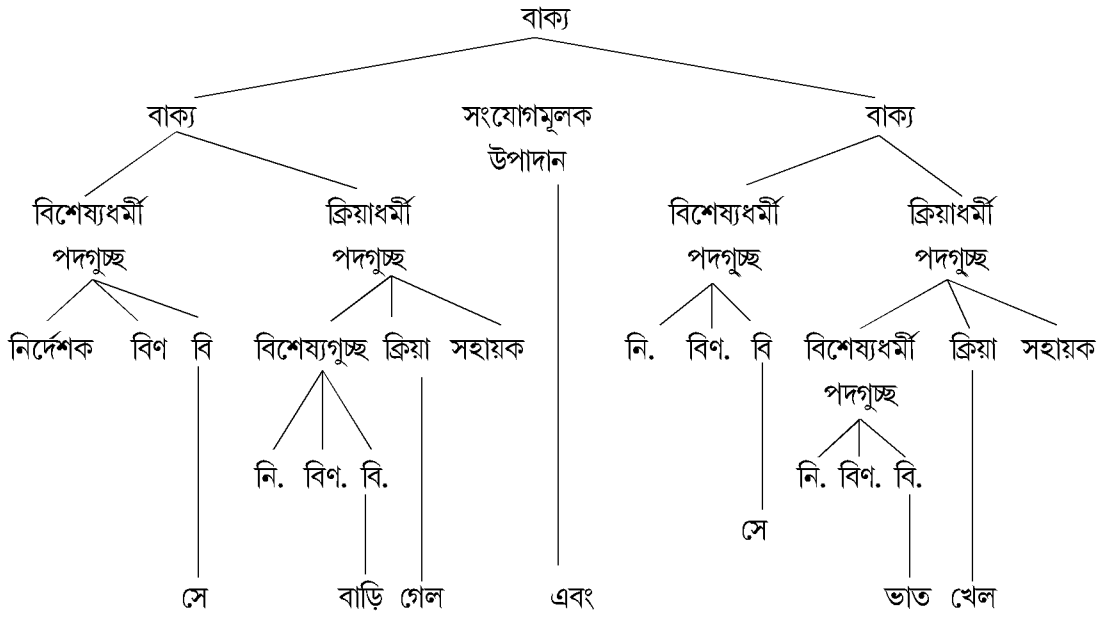 বাক্য
বাক্য সংযোগমূলক বাক্য
উপাদান
বিশেষ্যধর্মী ক্রিয়াধর্মী বিশেষ্যধর্মী ক্রিয়াধর্মী
পদগুচ্ছ পদগুচ্ছ পদগুচ্ছ পদগুচ্ছ
নির্দেশক বিণ বি বিশেষ্যগুচ্ছ ক্রিয়া সহায়ক নি. বিণ. বি বিশেষ্যধর্মী ক্রিয়া সহায়ক
পদগুচ্ছ
নি. বিণ. বি. নি. বিণ. বি.
সে
সে বাড়ি গেল এবং ভাত খেল